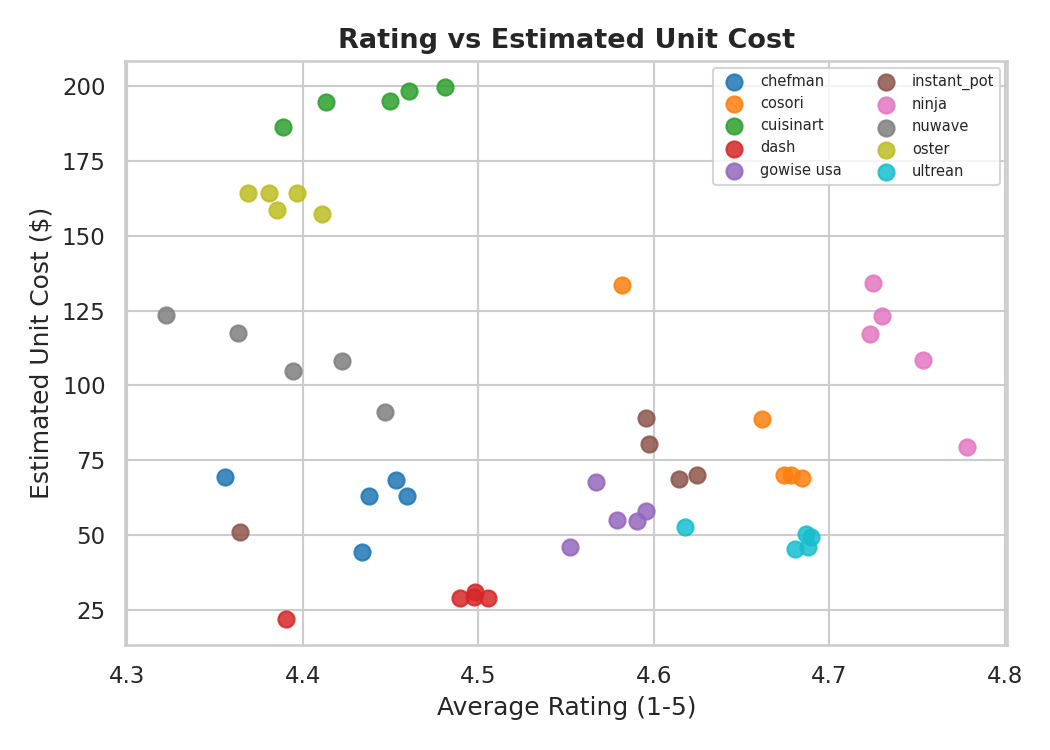 Rating vs Estimated Unit Cost
chefman
cosori
cuisinart
dash
gowise usa
instant_pot
ninja
nuwave
oster
ultrean
Estimated Unit Cost ($)
200
175
150
125
100
75
50
25
4.3 4.4 4.5 4.6 4.7 4.8
Average Rating (1-5)